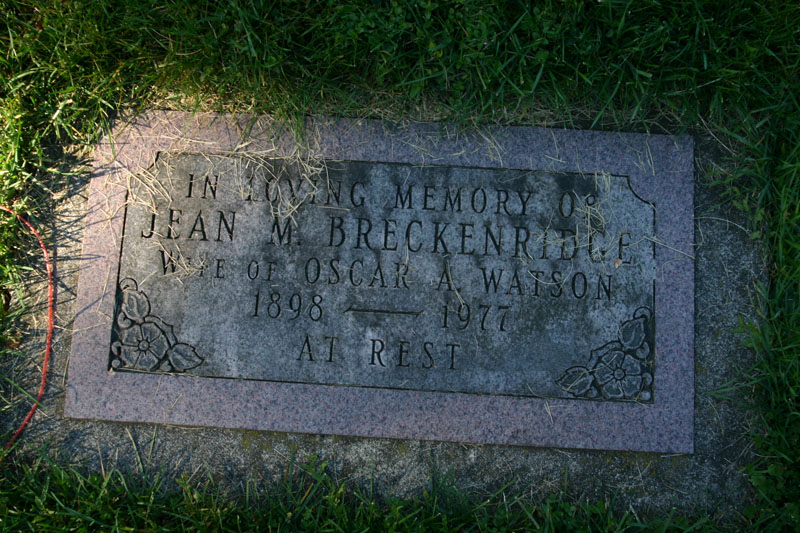 IN LOVING MEMORY OF
JEAN M. BRECKENRIDGE
WIFE OF OSCAR A. WATSON
1898 — 1977
AT REST